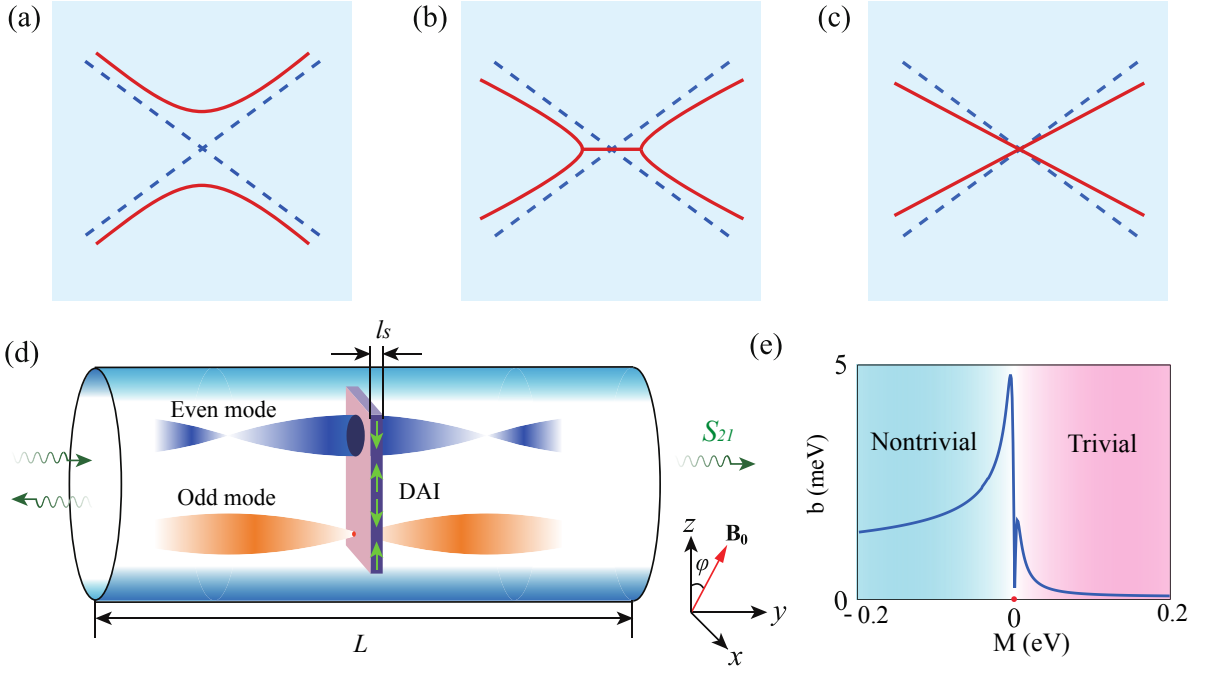 (a)
(b)
(c)
(d)
ls
Even mode
Odd mode
DAI
S21
L
z
B0
φ
y
x
(e)
5
b (meV)
Nontrivial
Trivial
0
-0.2
0
0.2
M (eV)